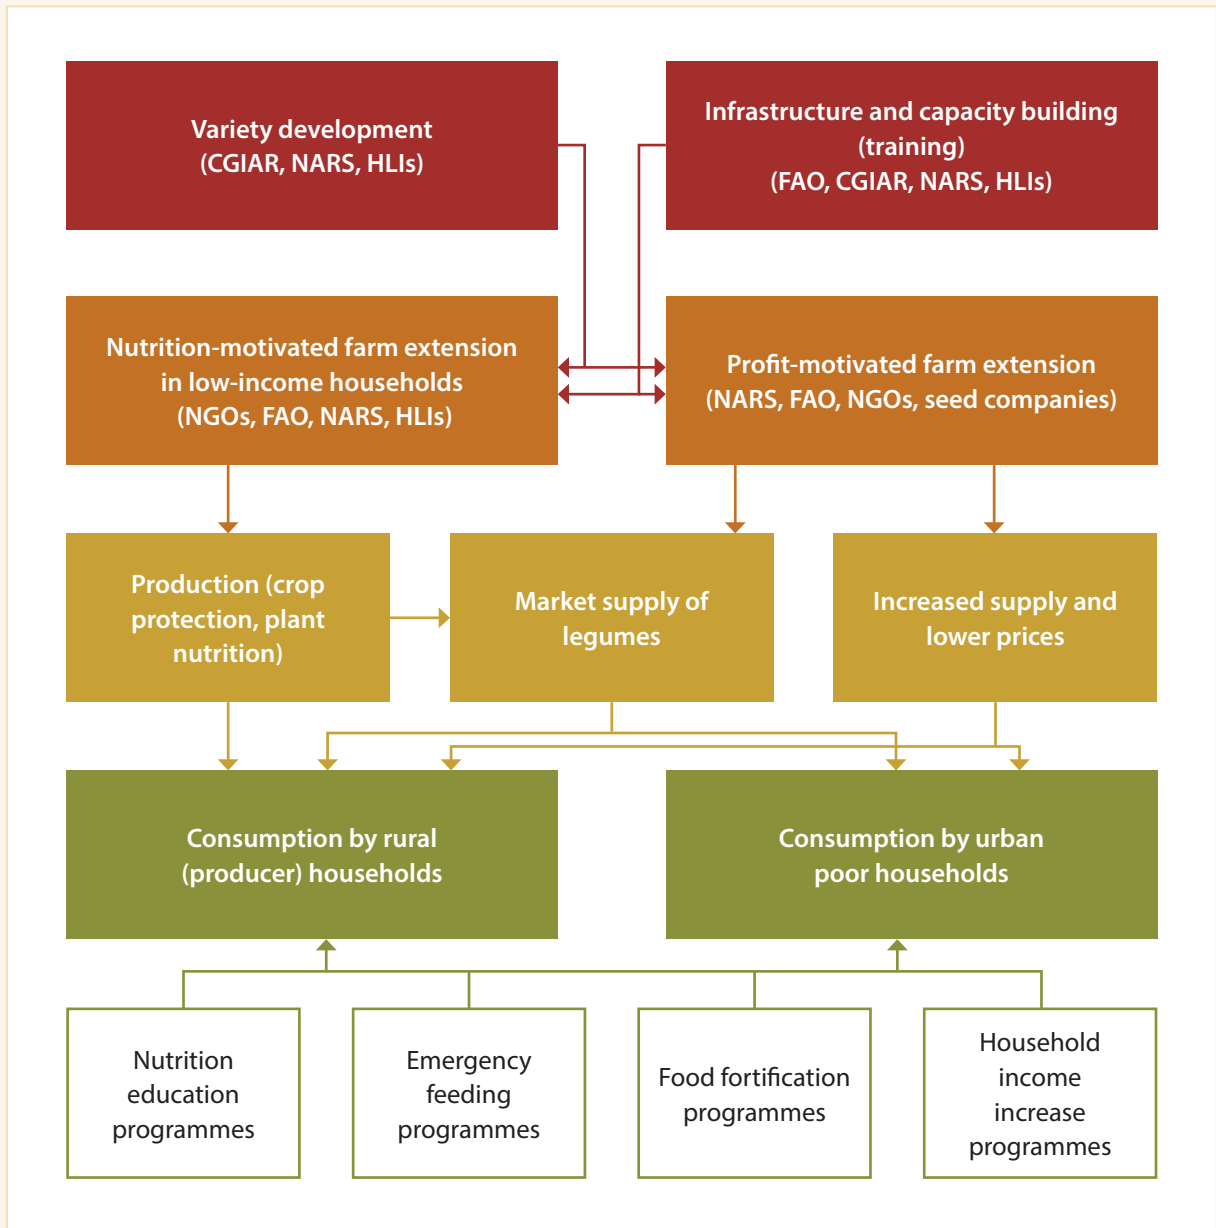 Variety development
(CGIAR, NARS, HLIs)
Infrastructure and capacity building
(training)
(FAO, CGIAR, NARS, HLIs)
Nutrition-motivated farm extension
in low-income households
(NGOs, FAO, NARS, HLIs)
Profit-motivated farm extension
(NARS, FAO, NGOs, seed companies)
Production (crop
protection, plant
nutrition)
Market supply of
legumes
Increased supply and
lower prices
Consumption by rural
(producer) households
Consumption by urban
poor households
Nutrition
education
programmes
Emergency
feeding
programmes
Food fortification
programmes
Household
income
increase
programmes